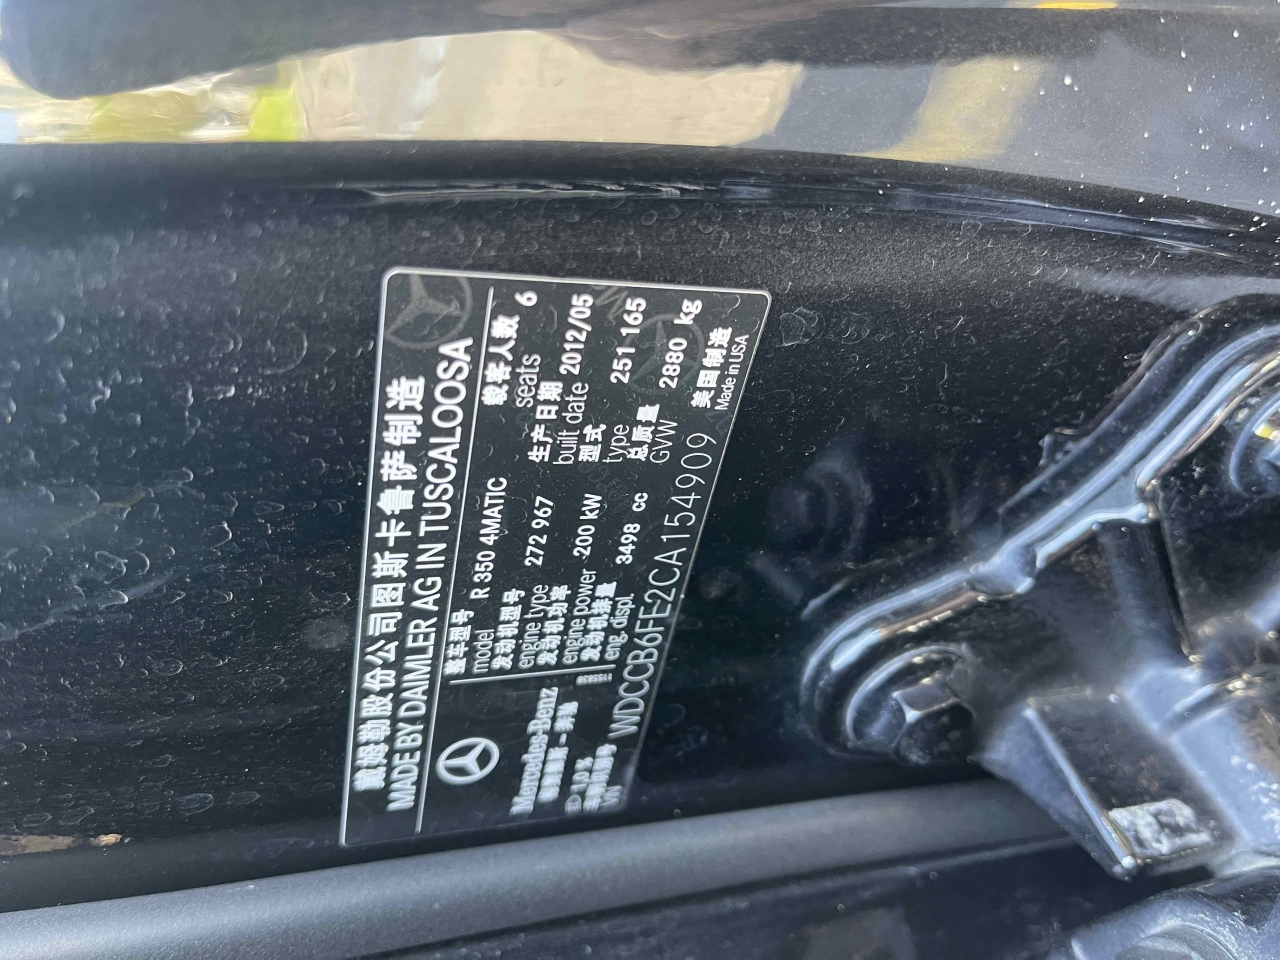 戴姆勒股份公司图斯卡鲁萨制造
MADE BY DAIMLER AG IN TUSCALOOSA
整车型号
model R 350 4MATIC
载客人数
seats 6
发动机型号
engine type 272 967
生产日期
built date 2012/05
发动机功率
engine power 200 kW
型式
type 251 165
发动机排量
eng. displ. 3498 cc
总质量
GVW 2880 kg
Mercedes-Benz
WDCCB6FE2CA154909
美国制造
Made in USA